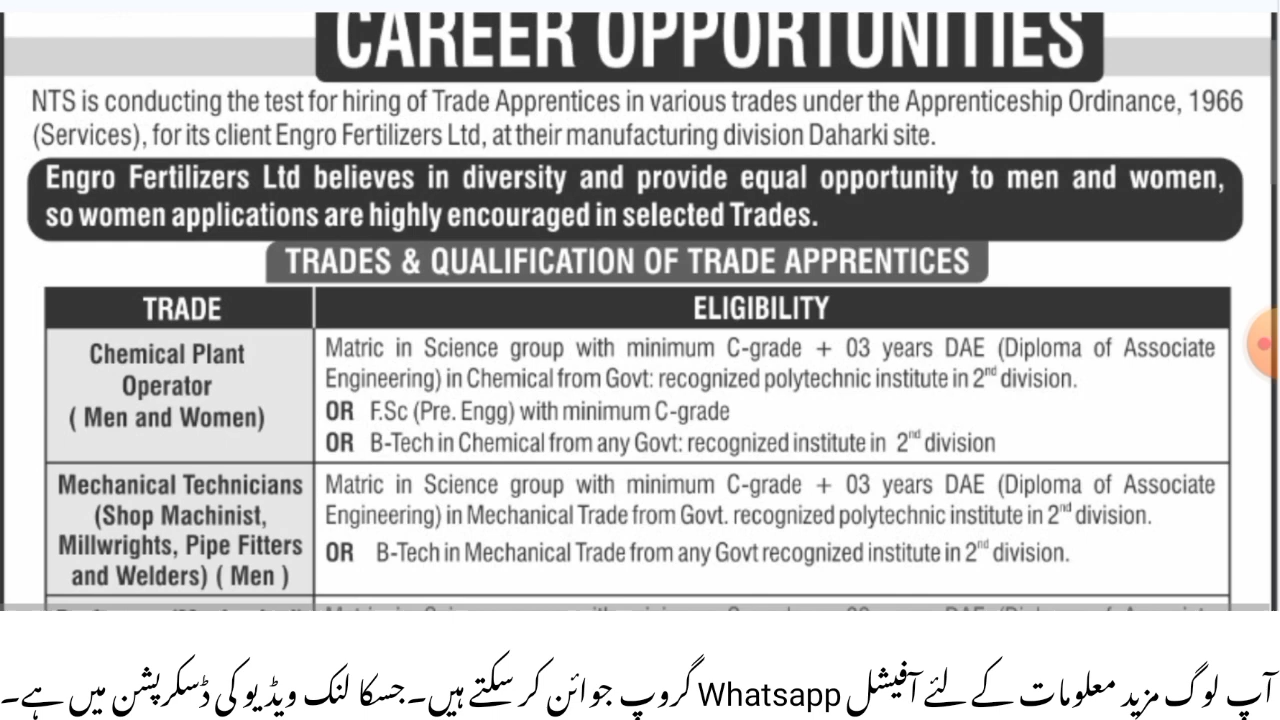 CAREER OPPORTUNITIES
NTS is conducting the test for hiring of Trade Apprentices in various trades under the Apprenticeship Ordinance, 1966
(Services), for its client Engro Fertilizers Ltd, at their manufacturing division Daharki site.
Engro Fertilizers Ltd believes in diversity and provide equal opportunity to men and women,
so women applications are highly encouraged in selected Trades.
TRADES & QUALIFICATION OF TRADE APPRENTICES
TRADE
ELIGIBILITY
Chemical Plant
Operator
( Men and Women)
Matric in Science group with minimum C-grade + 03 years DAE (Diploma of Associate
Engineering) in Chemical from Govt: recognized polytechnic institute in 2nd division.
OR F.Sc (Pre. Engg) with minimum C-grade
OR B-Tech in Chemical from any Govt: recognized institute in 2nd division
Mechanical Technicians
(Shop Machinist,
Millwrights, Pipe Fitters
and Welders) ( Men )
Matric in Science group with minimum C-grade + 03 years DAE (Diploma of Associate
Engineering) in Mechanical Trade from Govt. recognized polytechnic institute in 2nd division.
OR B-Tech in Mechanical Trade from any Govt recognized institute in 2nd division.
آپ لوگ مزید معلومات کے لئے آفیشل Whatsapp گروپ جوائن کر سکتے ہیں۔جسکا لنک ویڈیو کی ڈسکرپشن میں ہے۔